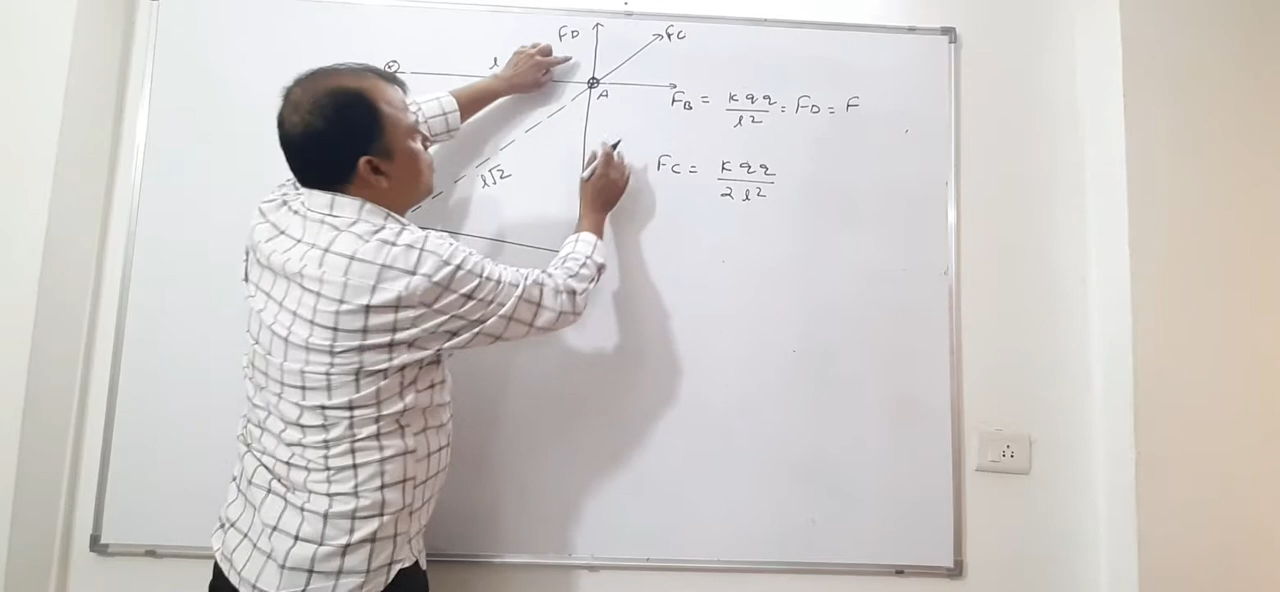 FD
FC
l
A
FB = Kqq/l² = FD = F
l√2
FC = Kqq/2l²